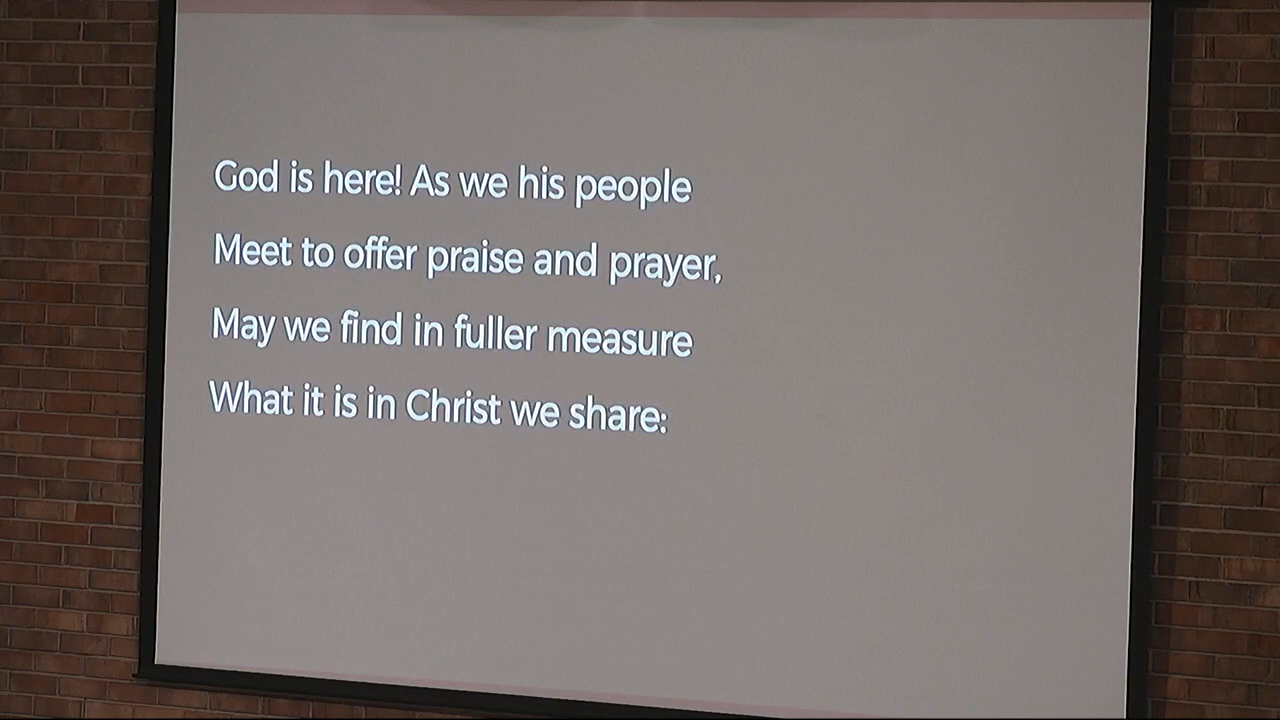 God is here! As we his people
Meet to offer praise and prayer,
May we find in fuller measure
What it is in Christ we share: